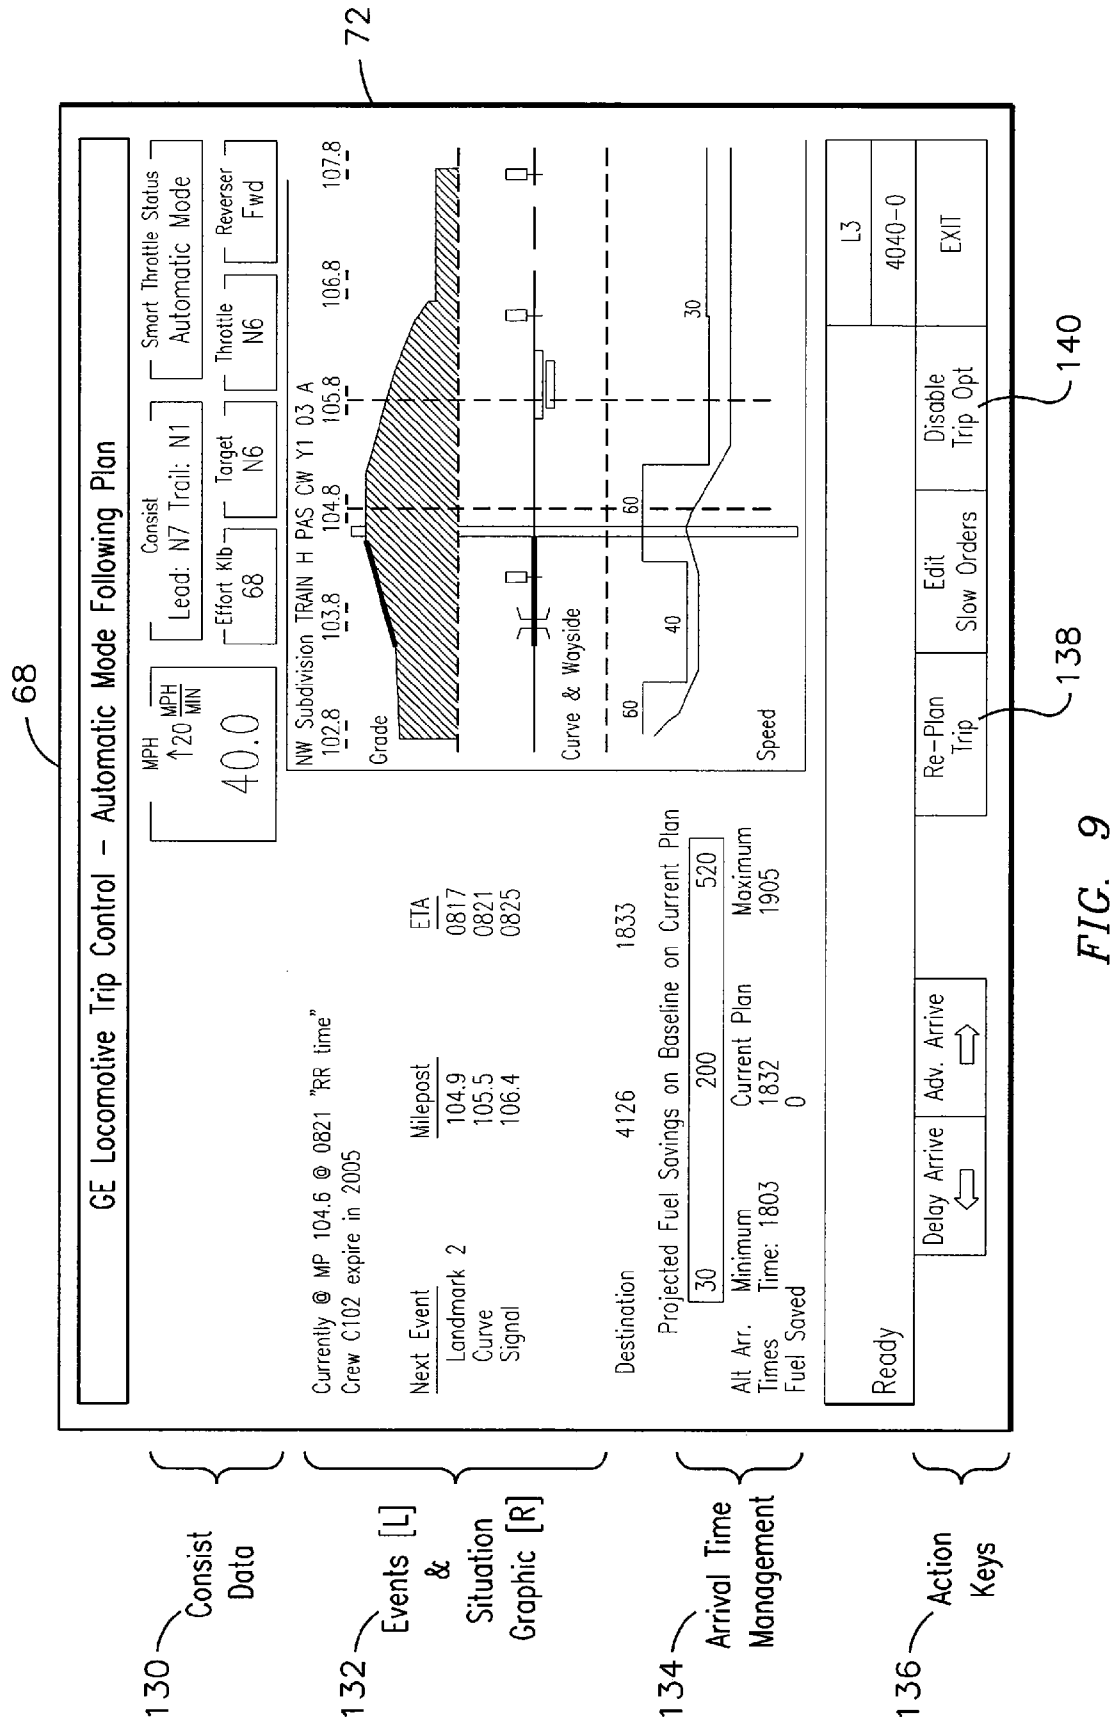 68
72
GE Locomotive Trip Control – Automatic Mode Following Plan
130
Consist
Data
MPH
↑20 MPH/MIN
40.0
Consist
Lead: N7 Trail: N1
Smart Throttle Status
Automatic Mode
Effort Klb
68
Target
N6
Throttle
N6
Reverser
Fwd
132
Events [L]
&
Situation
Graphic [R]
Currently @ MP 104.6 @ 0821 "RR time"
Crew C102 expire in 2005
Next Event Milepost ETA
Landmark 2 104.9 0817
Curve 105.5 0821
Signal 106.4 0825
Destination 4126 1833
NW Subdivision TRAIN H PAS CW Y1 03 A
102.8 103.8 104.8 105.8 106.8 107.8
Grade
Curve & Wayside
60 40 60 30
Speed
134
Arrival Time
Management
Projected Fuel Savings on Baseline on Current Plan
30 200 520
Alt Arr. Minimum Current Plan Maximum
Times Time: 1803 1832 1905
Fuel Saved 0
Ready
L3
4040-0
136
Action
Keys
Delay Arrive
Adv. Arrive
Re-Plan
Trip
Edit
Slow Orders
Disable
Trip Opt
EXIT
138
140
FIG. 9